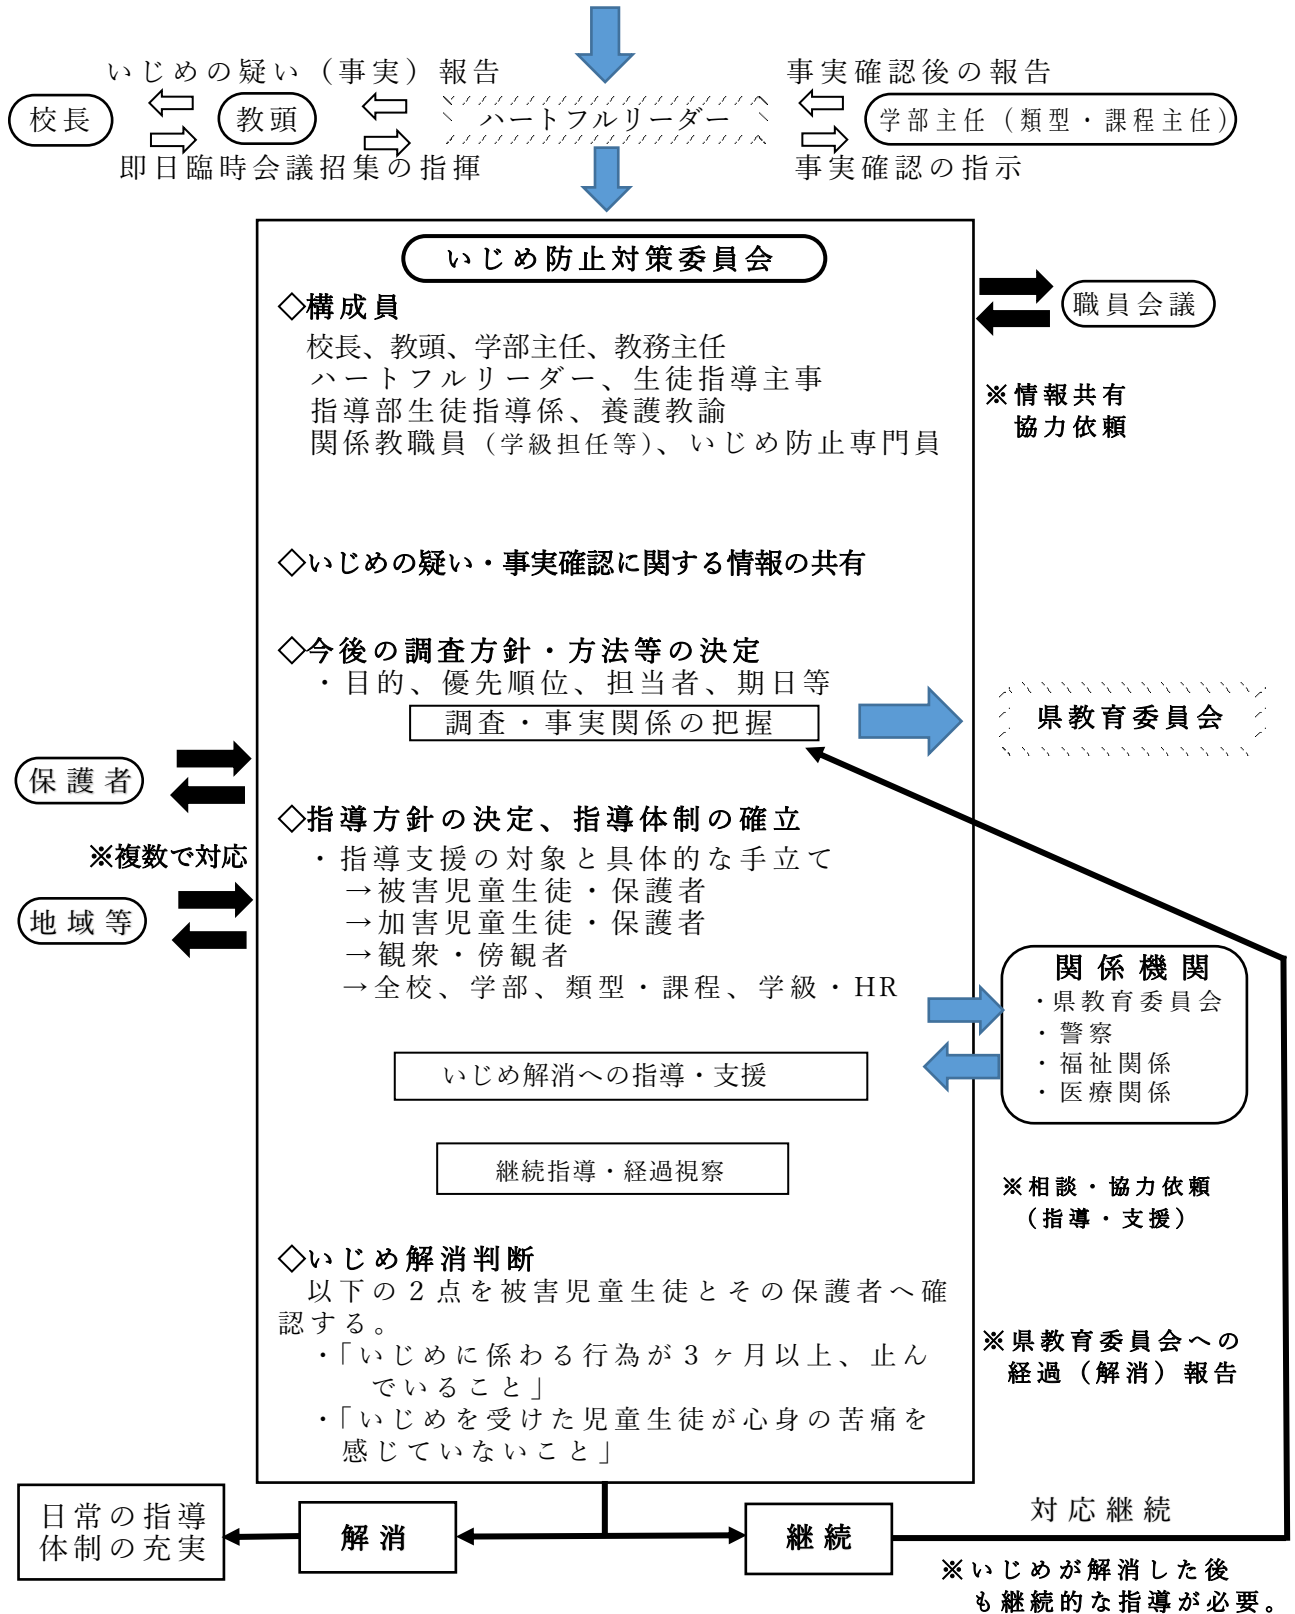 いじめの疑い（事実）報告
事実確認後の報告
校長
教頭
ハートフルリーダー
学部主任（類型・課程主任）
即日臨時会議招集の指揮
事実確認の指示
いじめ防止対策委員会
◇構成員
校長、教頭、学部主任、教務主任
ハートフルリーダー、生徒指導主事
指導部生徒指導係、養護教諭
関係教職員（学級担任等）、いじめ防止専門員
職員会議
※情報共有
協力依頼
◇いじめの疑い・事実確認に関する情報の共有
◇今後の調査方針・方法等の決定
・目的、優先順位、担当者、期日等
調査・事実関係の把握
県教育委員会
保護者
※複数で対応
地域等
◇指導方針の決定、指導体制の確立
・指導支援の対象と具体的な手立て
→被害児童生徒・保護者
→加害児童生徒・保護者
→観衆・傍観者
→全校、学部、類型・課程、学級・HR
関係機関
・県教育委員会
・警察
・福祉関係
・医療関係
いじめ解消への指導・支援
継続指導・経過視察
※相談・協力依頼
（指導・支援）
◇いじめ解消判断
以下の２点を被害児童生徒とその保護者へ確
認する。
・「いじめに係わる行為が３ヶ月以上、止ん
でいること」
・「いじめを受けた児童生徒が心身の苦痛を
感じていないこと」
※県教育委員会への
経過（解消）報告
日常の指導
体制の充実
解消
継続
対応継続
※いじめが解消した後
も継続的な指導が必要。